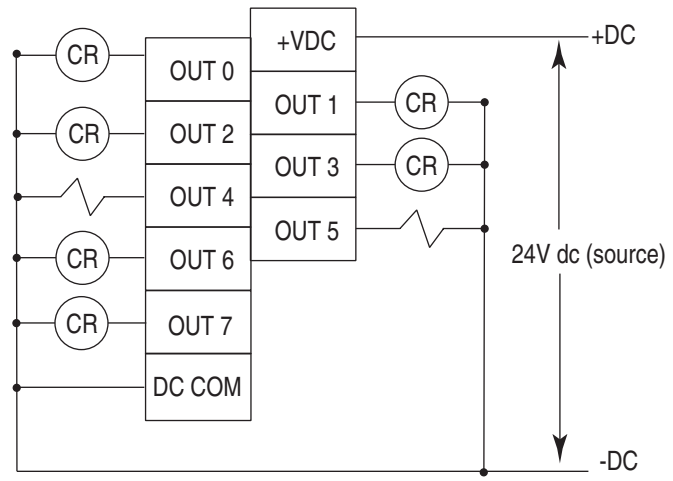 +VDC
+DC
CR
OUT 0
OUT 1
CR
CR
OUT 2
OUT 3
CR
OUT 4
OUT 5
24V dc (source)
CR
OUT 6
CR
OUT 7
DC COM
-DC